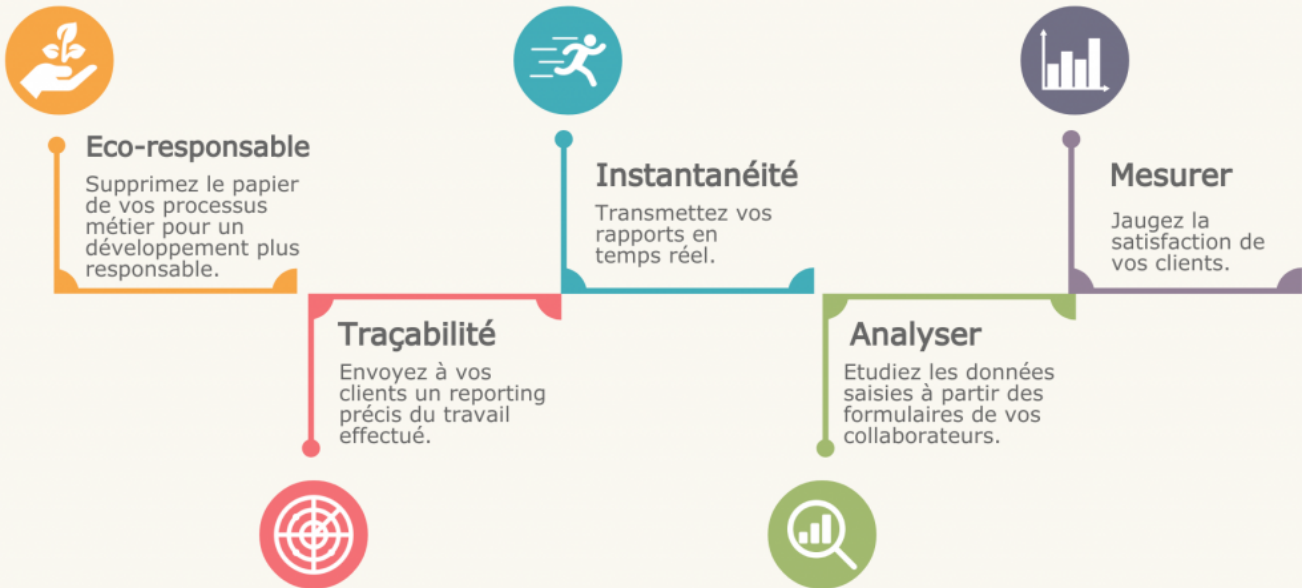 Eco-responsable
Supprimez le papier
de vos processus
métier pour un
développement plus
responsable.
Traçabilité
Envoyez à vos
clients un reporting
précis du travail
effectué.
Instantanéité
Transmettez vos
rapports en
temps réel.
Analyser
Etudiez les données
saisies à partir des
formulaires de vos
collaborateurs.
Mesurer
Jaugez la
satisfaction de
vos clients.